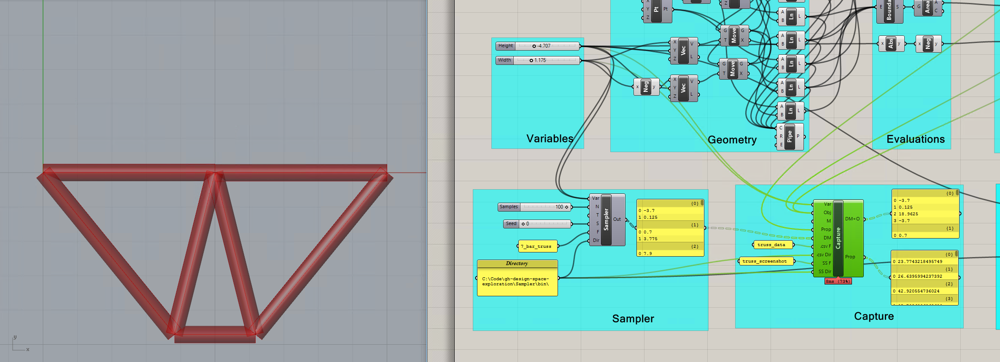 y
x
X
Y
Z
Pt
Pt
Z
A
B
Ln
L
G
T
Move
G
X
A
B
Ln
L
E
Bounda
S
G
Area
A
C
Height
-4.707
Width
1.175
X
Y
Z
Vec
V
L
G
T
Move
G
X
A
B
Ln
L
x
Abs
y
x
Neg
y
x
Neg
y
X
Y
Z
Vec
V
L
A
B
Ln
L
A
B
Ln
L
C
R
E
Pipe
P
Variables
Geometry
Evaluations
Samples
100
Seed
0
7_bar_truss
Directory
C:\Code\gh-design-space-
exploration\Sampler\bin\
Var
N
T
S
F
Dir
Sampler
Out
{0}
0 -3.7
1 0.125
{1}
0 0.7
1 3.775
{2}
0 7.9
Sampler
truss_data
truss_screenshot
Var
Obj
M
Prop
DM
.csv F
.csv Dir
SS F
SS Dir
Capture
DM+O
Prop
8ms (73%)
{0}
0 -3.7
1 0.125
2 18.9625
3 -3.7
{1}
0 0.7
{0}
0 23.7743218495749
{1}
0 26.6395994237392
{2}
0 42.920554736024
{3}
Capture